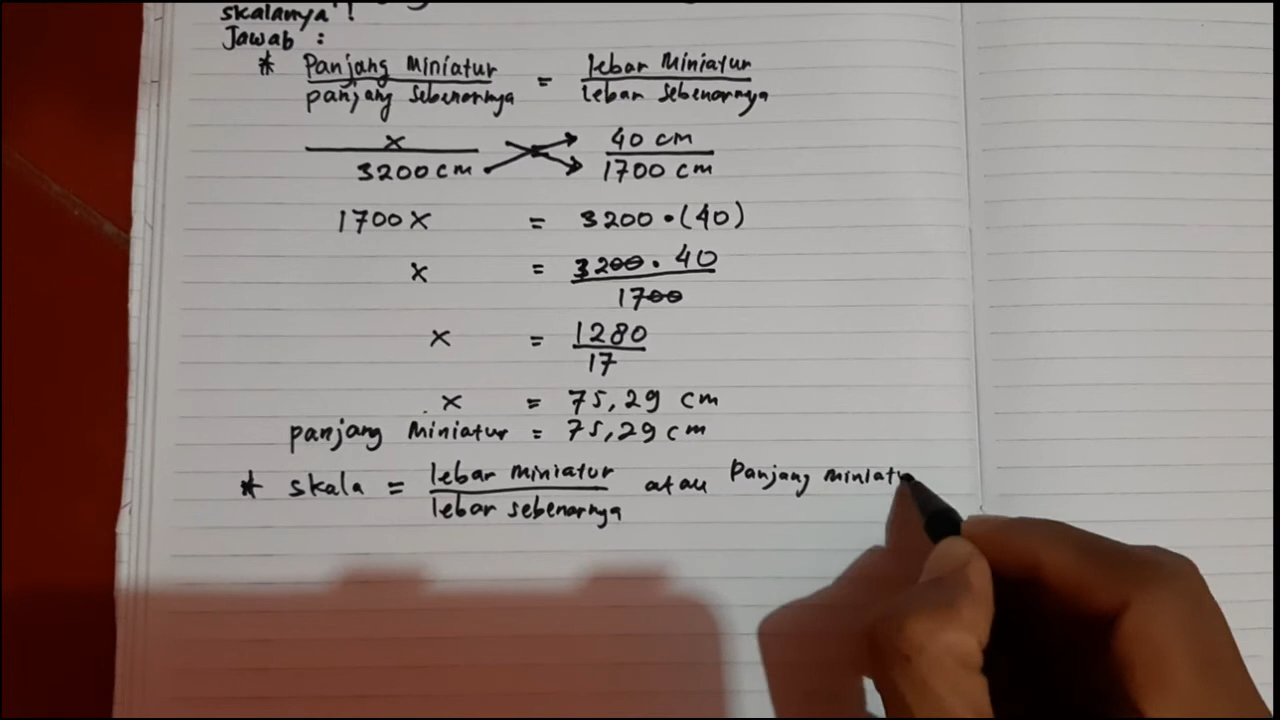 skalanya !
Jawab :
* Panjang Miniatur / panjang sebenarnya = lebar Miniatur / lebar sebenarnya
x / 3200 cm 40 cm / 1700 cm
1700 x = 3200 • (40)
x = 3200 . 40 / 1700
x = 1280 / 17
x = 75,29 cm
panjang Miniatur = 75,29 cm
* skala = lebar miniatur / lebar sebenarnya atau Panjang miniatu